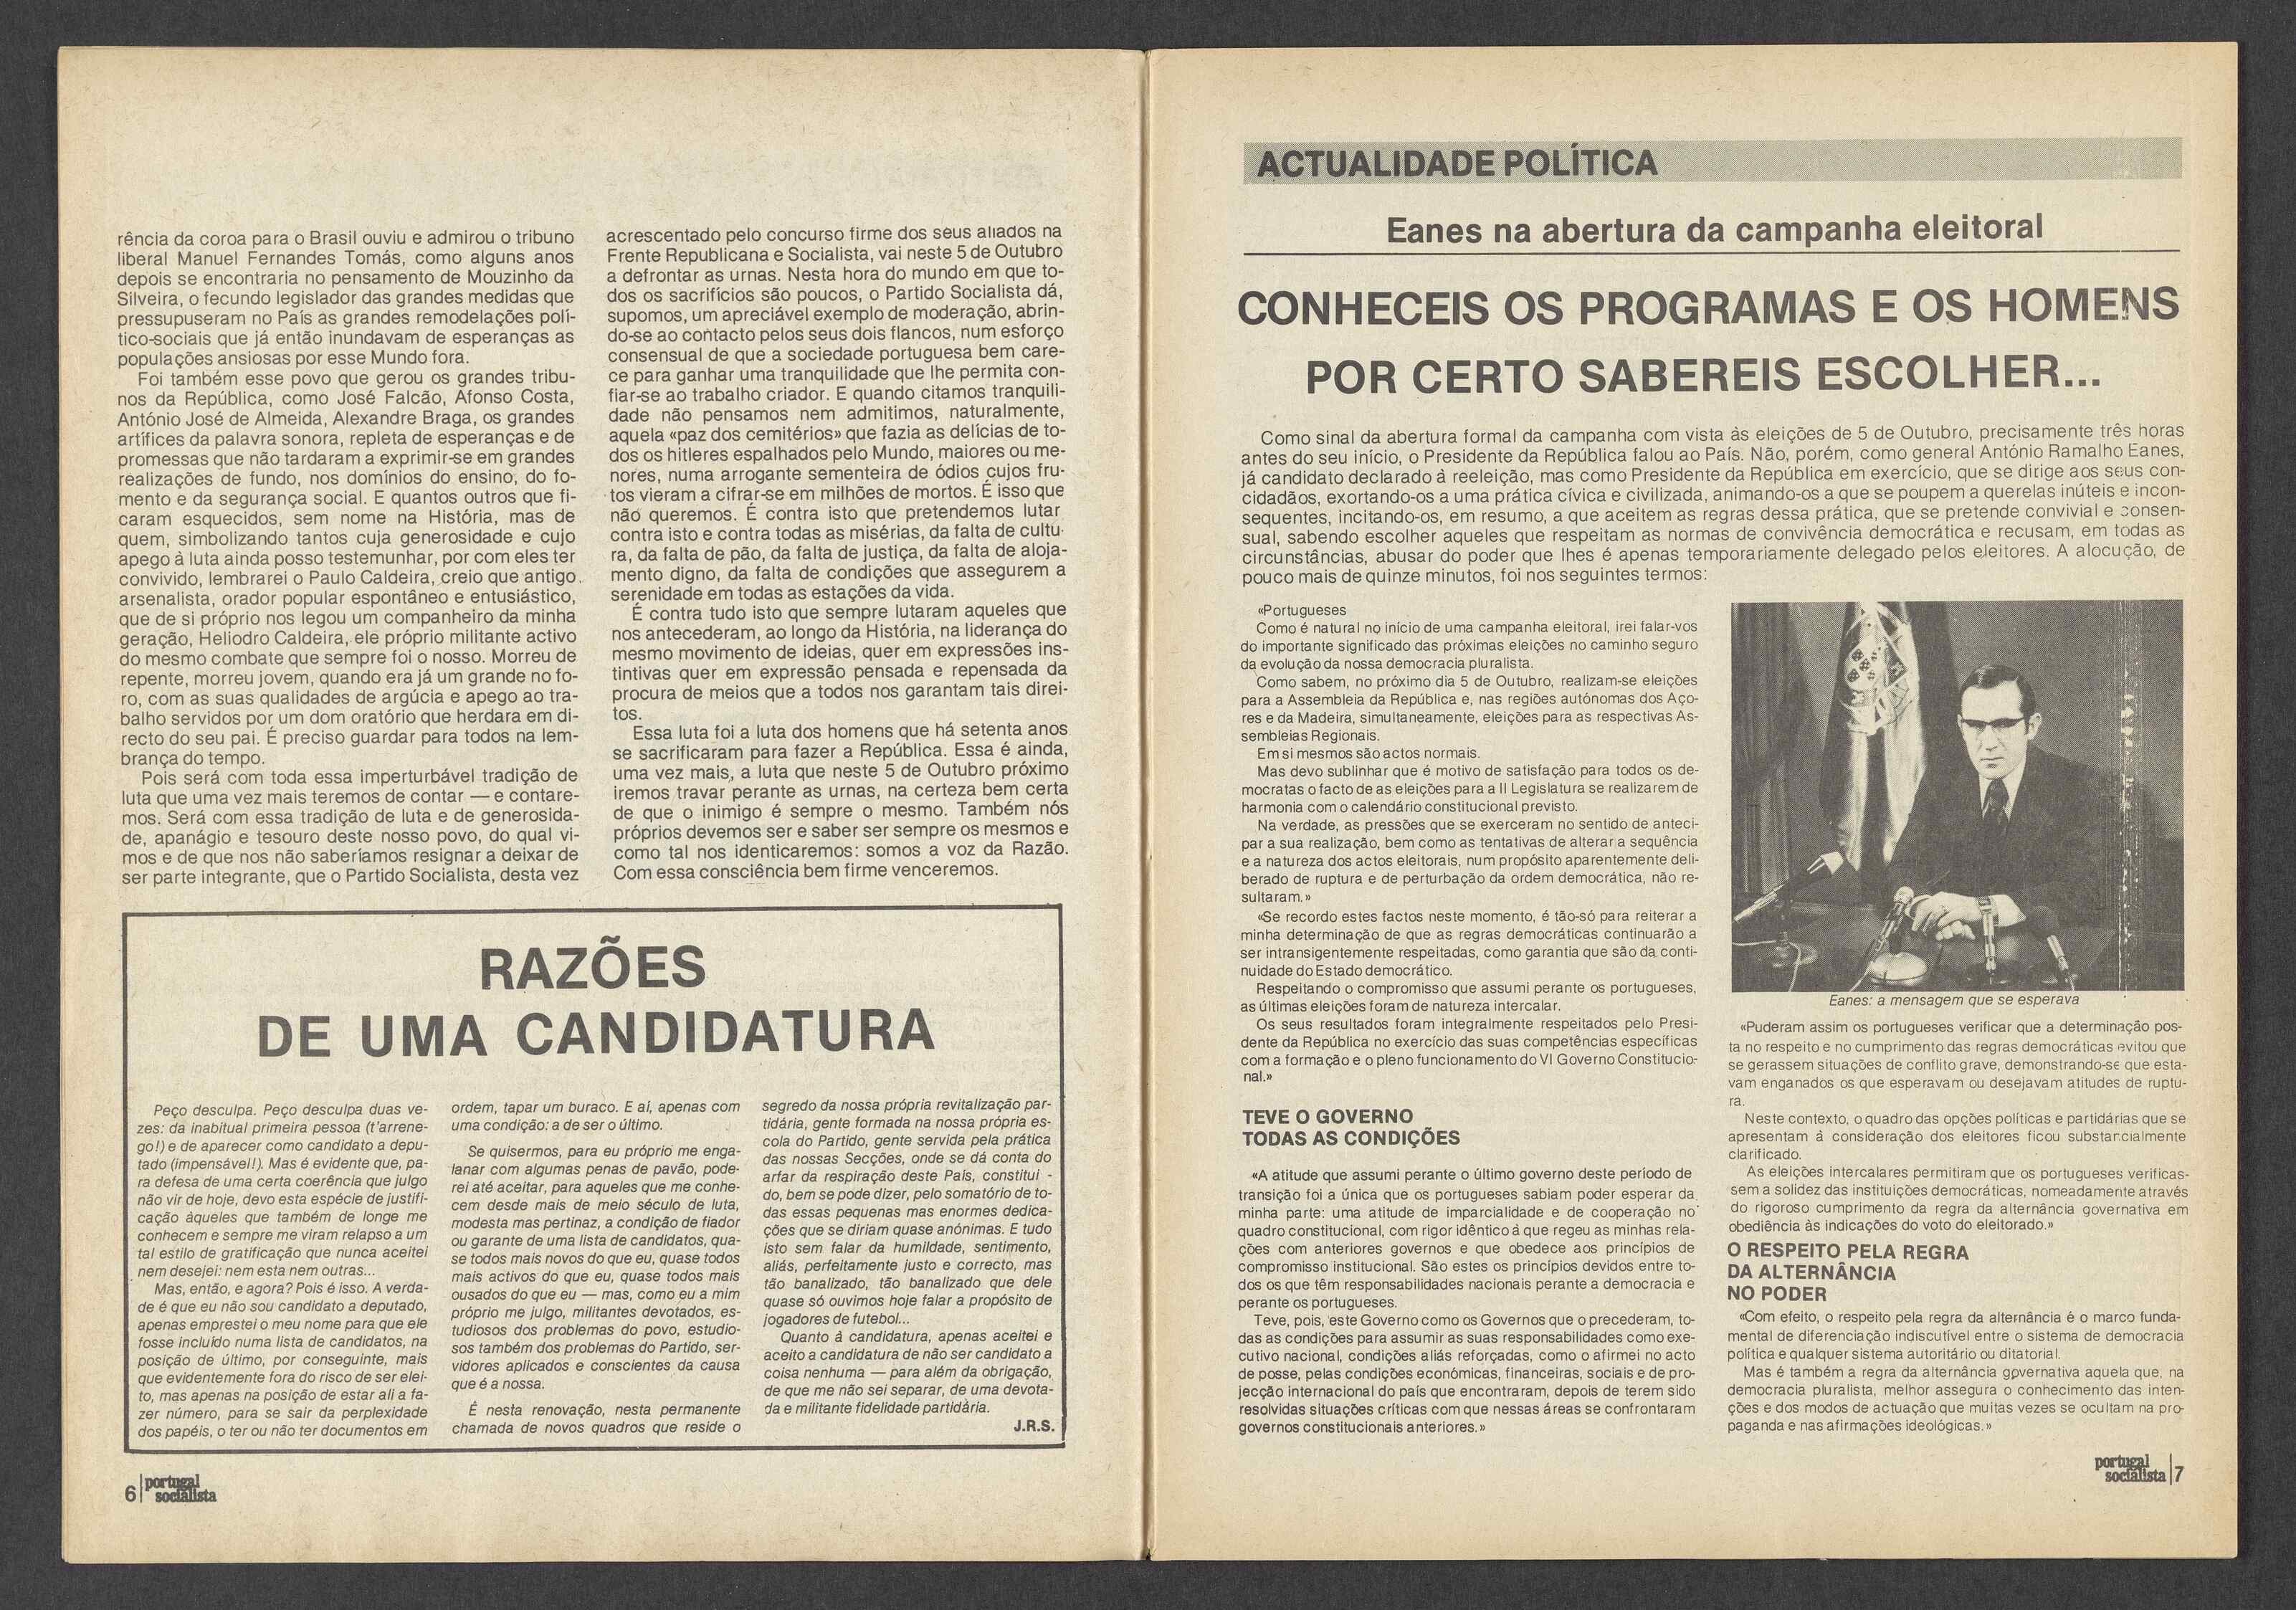 rência da coroa para o Brasil ouviu e admirou o tribuno
liberal Manuel Fernandes Tomás, como alguns anos
depois se encontraria no pensamento de Mouzinho da
Silveira, o fecundo legislador das grandes medidas que
pressupuseram no País as grandes remodelações polí-
tico-sociais que já então inundavam de esperanças as
populações ansiosas por esse Mundo fora.
Foi também esse povo que gerou os grandes tribu-
nos da República, como José Falcão, Afonso Costa,
António José de Almeida, Alexandre Braga, os grandes
artífices da palavra sonora, repleta de esperanças e de
promessas que não tardaram a exprimir-se em grandes
realizações de fundo, nos domínios do ensino, do fo-
mento e da segurança social. E quantos outros que fi-
caram esquecidos, sem nome na História, mas de
quem, simbolizando tantos cuja generosidade e cujo
apego à luta ainda posso testemunhar, por com eles ter
convivido, lembrarei o Paulo Caldeira, creio que antigo
arsenalista, orador popular espontâneo e entusiástico,
que de si próprio nos legou um companheiro da minha
geração, Heliodro Caldeira, ele próprio militante activo
do mesmo combate que sempre foi o nosso. Morreu de
repente, morreu jovem, quando era já um grande no fo-
ro, com as suas qualidades de argúcia e apego ao tra-
balho servidos por um dom oratório que herdara em di-
recto do seu pai. É preciso guardar para todos na lem-
brança do tempo.
Pois será com toda essa imperturbável tradição de
luta que uma vez mais teremos de contar — e contare-
mos. Será com essa tradição de luta e de generosida-
de, apanágio e tesouro deste nosso povo, do qual vi-
mos e de que nos não saberíamos resignar a deixar de
ser parte integrante, que o Partido Socialista, desta vez
acrescentado pelo concurso firme dos seus aliados na
Frente Republicana e Socialista, vai neste 5 de Outubro
a defrontar as urnas. Nesta hora do mundo em que to-
dos os sacrifícios são poucos, o Partido Socialista dá,
supomos, um apreciável exemplo de moderação, abrin-
do-se ao contacto pelos seus dois flancos, num esforço
consensual de que a sociedade portuguesa bem care-
ce para ganhar uma tranquilidade que lhe permita con-
fiar-se ao trabalho criador. E quando citamos tranquili-
dade não pensamos nem admitimos, naturalmente,
aquela «paz dos cemitérios» que fazia as delícias de to-
dos os hitleres espalhados pelo Mundo, maiores ou me-
nores, numa arrogante sementeira de ódios cujos fru-
tos vieram a cifrar-se em milhões de mortos. É isso que
não queremos. É contra isto que pretendemos lutar
contra isto e contra todas as misérias, da falta de cultu-
ra, da falta de pão, da falta de justiça, da falta de aloja-
mento digno, da falta de condições que assegurem a
serenidade em todas as estações da vida.
É contra tudo isto que sempre lutaram aqueles que
nos antecederam, ao longo da História, na liderança do
mesmo movimento de ideias, quer em expressões ins-
tintivas quer em expressão pensada e repensada da
procura de meios que a todos nos garantam tais direi-
tos.
Essa luta foi a luta dos homens que há setenta anos
se sacrificaram para fazer a República. Essa é ainda,
uma vez mais, a luta que neste 5 de Outubro próximo
iremos travar perante as urnas, na certeza bem certa
de que o inimigo é sempre o mesmo. Também nós
próprios devemos ser e saber ser sempre os mesmos e
como tal nos identicaremos: somos a voz da Razão.
Com essa consciência bem firme venceremos.
RAZÕES
DE UMA CANDIDATURA
Peço desculpa. Peço desculpa duas ve-
zes: da inabitual primeira pessoa (t'arrene-
go!) e de aparecer como candidato a depu-
tado (impensável!). Mas é evidente que, pa-
ra defesa de uma certa coerência que julgo
não vir de hoje, devo esta espécie de justifi-
cação àqueles que também de longe me
conhecem e sempre me viram relapso a um
tal estilo de gratificação que nunca aceitei
nem desejei: nem esta nem outras...
Mas, então, e agora? Pois é isso. A verda-
de é que eu não sou candidato a deputado,
apenas emprestei o meu nome para que ele
fosse incluído numa lista de candidatos, na
posição de último, por conseguinte, mais
que evidentemente fora do risco de ser elei-
to, mas apenas na posição de estar ali a fa-
zer número, para se sair da perplexidade
dos papéis, o ter ou não ter documentos em
ordem, tapar um buraco. E aí, apenas com
uma condição: a de ser o último.
Se quisermos, para eu próprio me enga-
lanar com algumas penas de pavão, pode-
rei até aceitar, para aqueles que me conhe-
cem desde mais de meio século de luta,
modesta mas pertinaz, a condição de fiador
ou garante de uma lista de candidatos, qua-
se todos mais novos do que eu, quase todos
mais activos do que eu, quase todos mais
ousados do que eu — mas, como eu a mim
próprio me julgo, militantes devotados, es-
tudiosos dos problemas do povo, estudio-
sos também dos problemas do Partido, ser-
vidores aplicados e conscientes da causa
que é a nossa.
É nesta renovação, nesta permanente
chamada de novos quadros que reside o
segredo da nossa própria revitalização par-
tidária, gente formada na nossa própria es-
cola do Partido, gente servida pela prática
das nossas Secções, onde se dá conta do
arfar da respiração deste País, constituí -
do, bem se pode dizer, pelo somatório de to-
das essas pequenas mas enormes dedica-
ções que se diriam quase anónimas. E tudo
isto sem falar da humildade, sentimento,
aliás, perfeitamente justo e correcto, mas
tão banalizado, tão banalizado que dele
quase só ouvimos hoje falar a propósito de
jogadores de futebol...
Quanto à candidatura, apenas aceitei e
aceito a candidatura de não ser candidato a
coisa nenhuma — para além da obrigação,
de que me não sei separar, de uma devota-
da e militante fidelidade partidária.
J.R.S.
6 portugal
socialista
ACTUALIDADE POLÍTICA
Eanes na abertura da campanha eleitoral
CONHECEIS OS PROGRAMAS E OS HOMENS
POR CERTO SABEREIS ESCOLHER...
Como sinal da abertura formal da campanha com vista às eleições de 5 de Outubro, precisamente três horas
antes do seu início, o Presidente da República falou ao País. Não, porém, como general António Ramalho Eanes,
já candidato declarado à reeleição, mas como Presidente da República em exercício, que se dirige aos seus con-
cidadãos, exortando-os a uma prática cívica e civilizada, animando-os a que se poupem a querelas inúteis e incon-
sequentes, incitando-os, em resumo, a que aceitem as regras dessa prática, que se pretende convivial e consen-
sual, sabendo escolher aqueles que respeitam as normas de convivência democrática e recusam, em todas as
circunstâncias, abusar do poder que lhes é apenas temporariamente delegado pelos eleitores. A alocução, de
pouco mais de quinze minutos, foi nos seguintes termos:
«Portugueses
Como é natural no início de uma campanha eleitoral, irei falar-vos
do importante significado das próximas eleições no caminho seguro
da evolução da nossa democracia pluralista.
Como sabem, no próximo dia 5 de Outubro, realizam-se eleições
para a Assembleia da República e, nas regiões autónomas dos Aço-
res e da Madeira, simultaneamente, eleições para as respectivas As-
sembleias Regionais.
Em si mesmos são actos normais.
Mas devo sublinhar que é motivo de satisfação para todos os de-
mocratas o facto de as eleições para a II Legislatura se realizarem de
harmonia com o calendário constitucional previsto.
Na verdade, as pressões que se exerceram no sentido de anteci-
par a sua realização, bem como as tentativas de alterar a sequência
e a natureza dos actos eleitorais, num propósito aparentemente deli-
berado de ruptura e de perturbação da ordem democrática, não re-
sultaram.»
«Se recordo estes factos neste momento, é tão-só para reiterar a
minha determinação de que as regras democráticas continuarão a
ser intransigentemente respeitadas, como garantia que são da conti-
nuidade do Estado democrático.
Respeitando o compromisso que assumi perante os portugueses,
as últimas eleições foram de natureza intercalar.
Os seus resultados foram integralmente respeitados pelo Presi-
dente da República no exercício das suas competências específicas
com a formação e o pleno funcionamento do VI Governo Constitucio-
nal.»
TEVE O GOVERNO
TODAS AS CONDIÇÕES
«A atitude que assumi perante o último governo deste período de
transição foi a única que os portugueses sabiam poder esperar da
minha parte: uma atitude de imparcialidade e de cooperação no
quadro constitucional, com rigor idêntico à que regeu as minhas rela-
ções com anteriores governos e que obedece aos princípios de
compromisso institucional. São estes os princípios devidos entre to-
dos os que têm responsabilidades nacionais perante a democracia e
perante os portugueses.
Teve, pois, este Governo como os Governos que o precederam, to-
das as condições para assumir as suas responsabilidades como exe-
cutivo nacional, condições aliás reforçadas, como o afirmei no acto
de posse, pelas condições económicas, financeiras, sociais e de pro-
jecção internacional do país que encontraram, depois de terem sido
resolvidas situações críticas com que nessas áreas se confrontaram
governos constitucionais anteriores.»
Eanes: a mensagem que se esperava
«Puderam assim os portugueses verificar que a determinação pos-
ta no respeito e no cumprimento das regras democráticas evitou que
se gerassem situações de conflito grave, demonstrando-se que esta-
vam enganados os que esperavam ou desejavam atitudes de ruptu-
ra.
Neste contexto, o quadro das opções políticas e partidárias que se
apresentam à consideração dos eleitores ficou substancialmente
clarificado.
As eleições intercalares permitiram que os portugueses verificas-
sem a solidez das instituições democráticas, nomeadamente através
do rigoroso cumprimento da regra da alternância governativa em
obediência às indicações do voto do eleitorado.»
O RESPEITO PELA REGRA
DA ALTERNÂNCIA
NO PODER
«Com efeito, o respeito pela regra da alternância é o marco funda-
mental de diferenciação indiscutível entre o sistema de democracia
política e qualquer sistema autoritário ou ditatorial.
Mas é também a regra da alternância governativa aquela que, na
democracia pluralista, melhor assegura o conhecimento das inten-
ções e dos modos de actuação que muitas vezes se ocultam na pro-
paganda e nas afirmações ideológicas.»
portugal
socialista 7